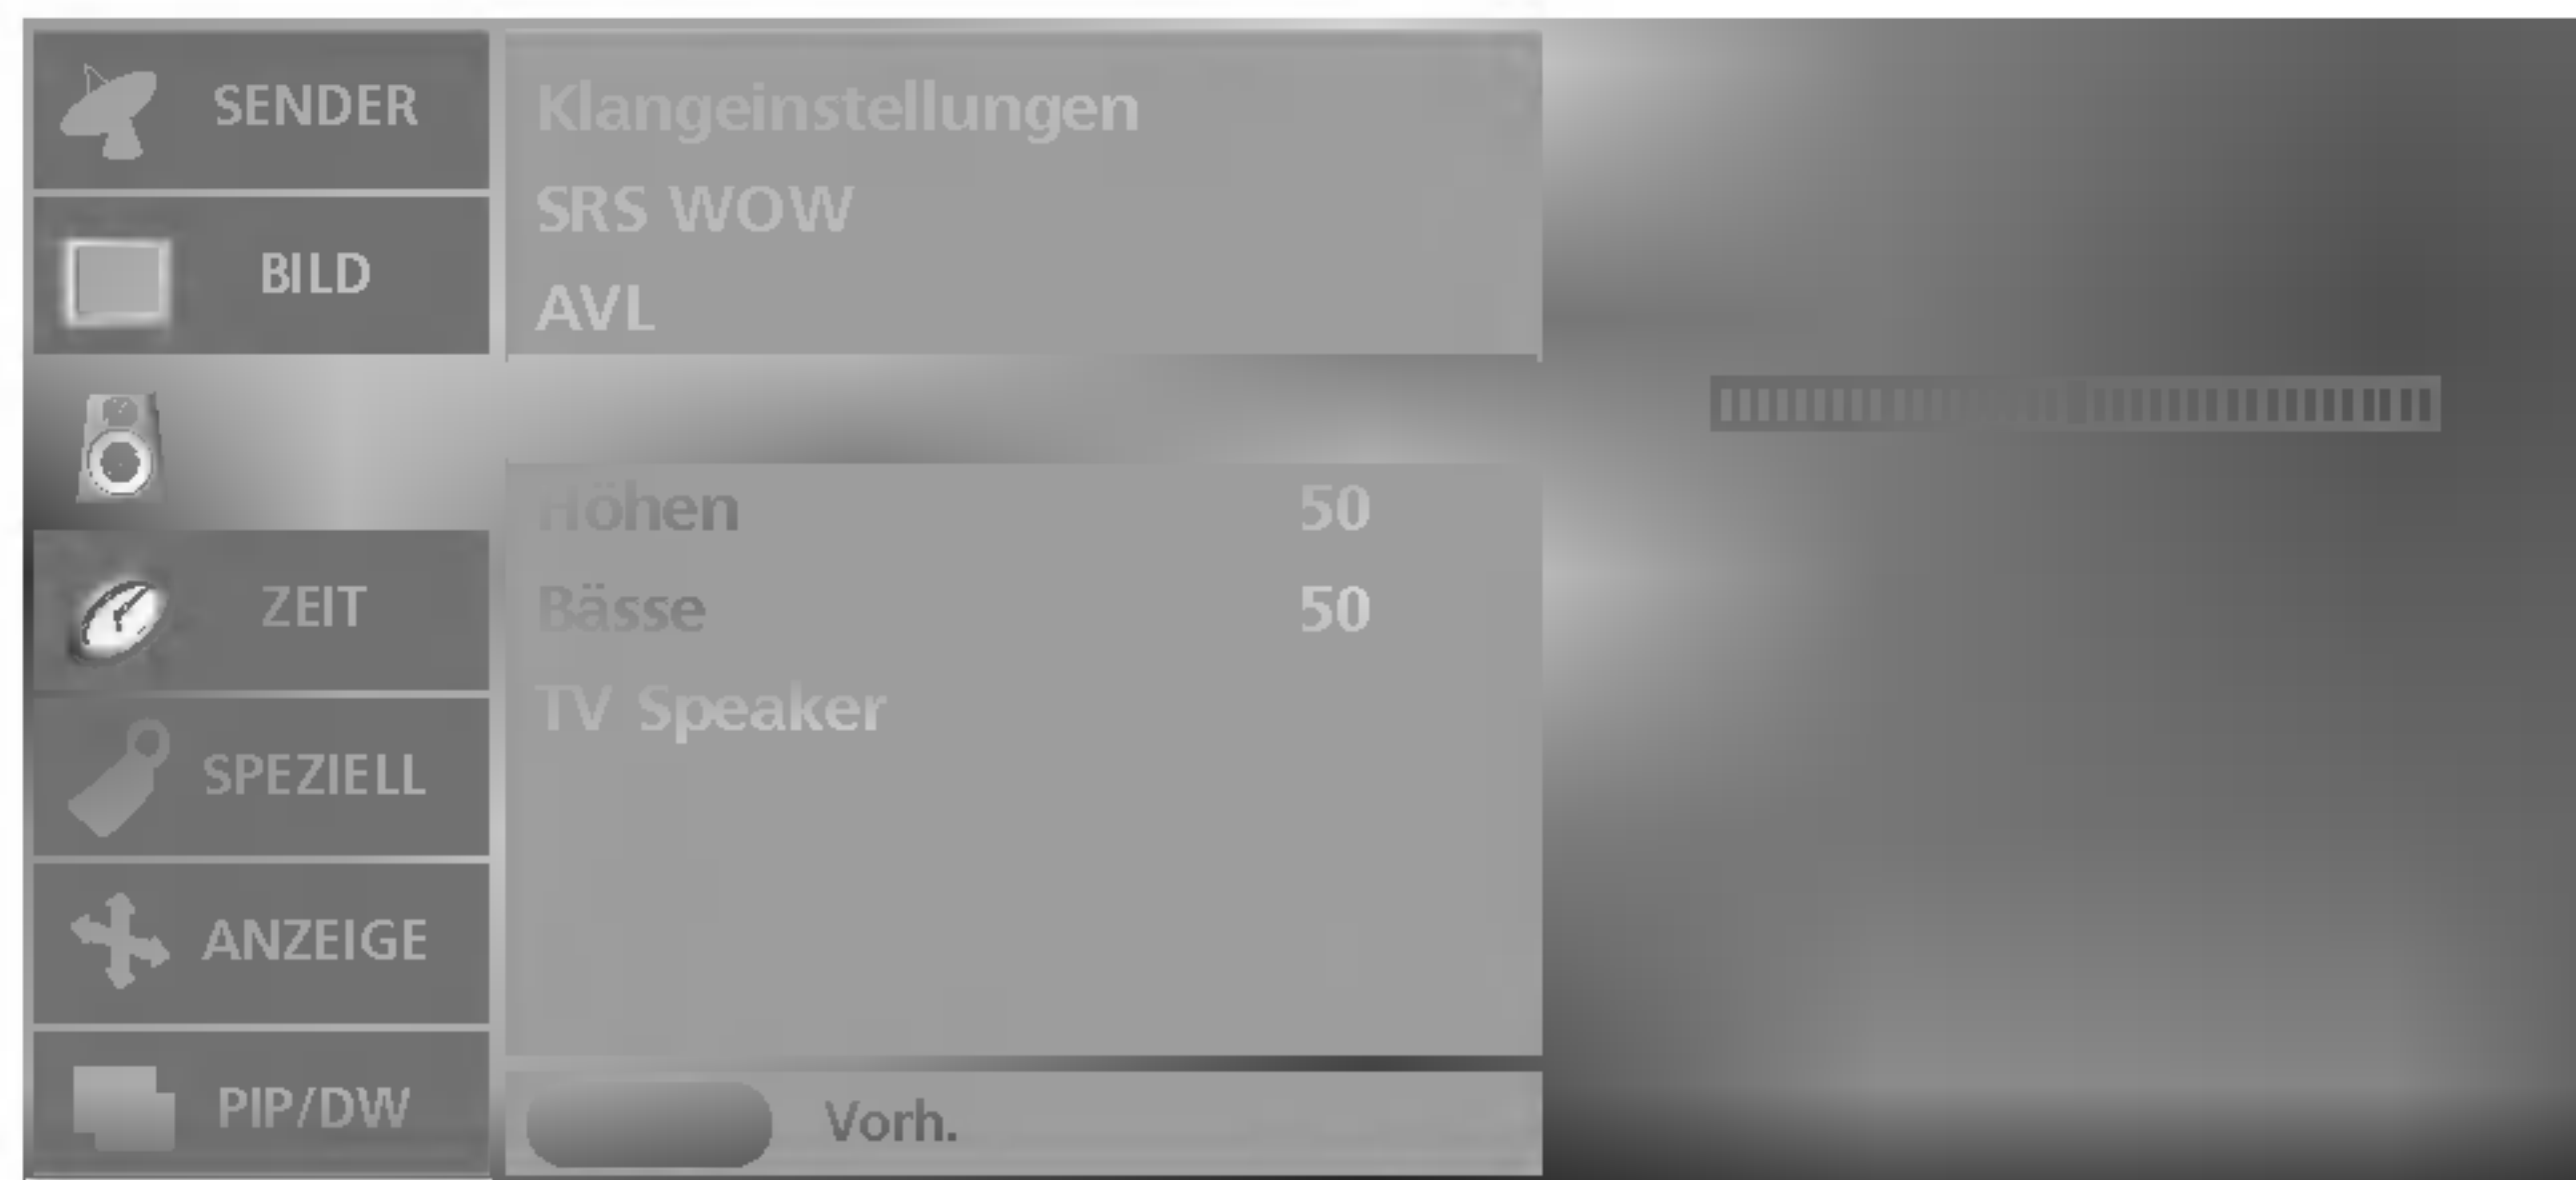 SENDER
BILD
ZEIT
SPEZIELL
ANZEIGE
PIP/DW
Klangeinstellungen
SRS WOW
AVL
Höhen 50
Bässe 50
TV Speaker
Vorh.